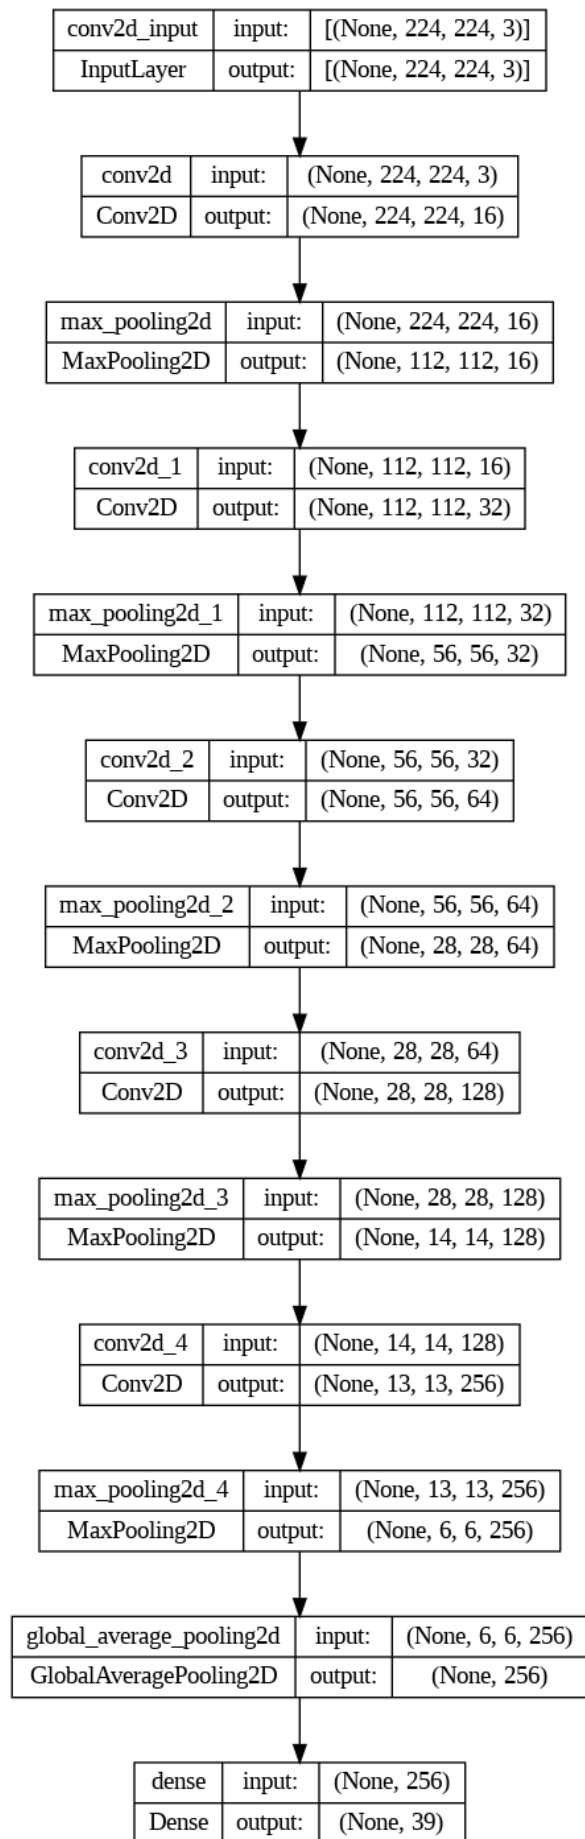 conv2d_input input: [(None, 224, 224, 3)]
InputLayer output: [(None, 224, 224, 3)]
conv2d input: (None, 224, 224, 3)
Conv2D output: (None, 224, 224, 16)
max_pooling2d input: (None, 224, 224, 16)
MaxPooling2D output: (None, 112, 112, 16)
conv2d_1 input: (None, 112, 112, 16)
Conv2D output: (None, 112, 112, 32)
max_pooling2d_1 input: (None, 112, 112, 32)
MaxPooling2D output: (None, 56, 56, 32)
conv2d_2 input: (None, 56, 56, 32)
Conv2D output: (None, 56, 56, 64)
max_pooling2d_2 input: (None, 56, 56, 64)
MaxPooling2D output: (None, 28, 28, 64)
conv2d_3 input: (None, 28, 28, 64)
Conv2D output: (None, 28, 28, 128)
max_pooling2d_3 input: (None, 28, 28, 128)
MaxPooling2D output: (None, 14, 14, 128)
conv2d_4 input: (None, 14, 14, 128)
Conv2D output: (None, 13, 13, 256)
max_pooling2d_4 input: (None, 13, 13, 256)
MaxPooling2D output: (None, 6, 6, 256)
global_average_pooling2d input: (None, 6, 6, 256)
GlobalAveragePooling2D output: (None, 256)
dense input: (None, 256)
Dense output: (None, 39)